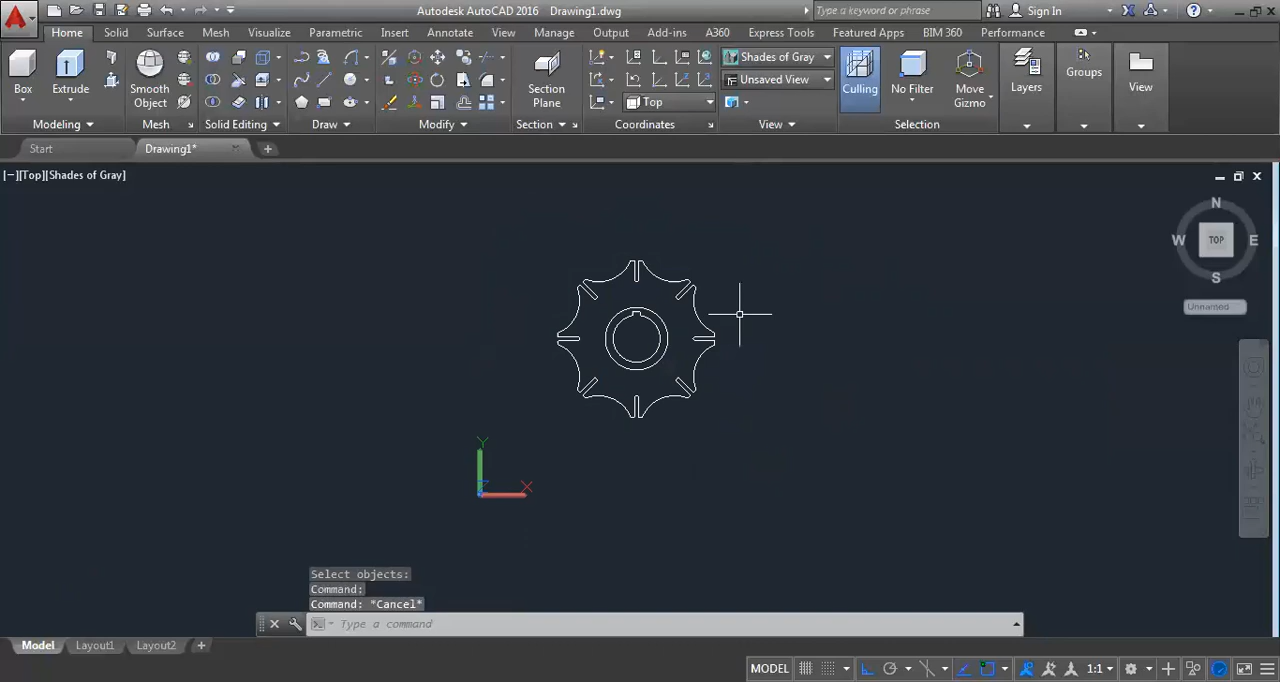 Autodesk AutoCAD 2016 Drawing1.dwg
Type a keyword or phrase
Sign In
Home Solid Surface Mesh Visualize Parametric Insert Annotate View Manage Output Add-ins A360 Express Tools Featured Apps BIM 360 Performance
Box
Extrude
Smooth
Object
Section
Plane
Shades of Gray
Unsaved View
Top
Culling
No Filter
Move
Gizmo
Layers
Groups
View
Modeling
Mesh
Solid Editing
Draw
Modify
Section
Coordinates
View
Selection
Start
Drawing1*
[−][Top][Shades of Gray]
N
W TOP E
S
Unnamed
Y
Z
X
Select objects:
Command:
Command: "Cancel*
Type a command
Model Layout1 Layout2
MODEL
1:1